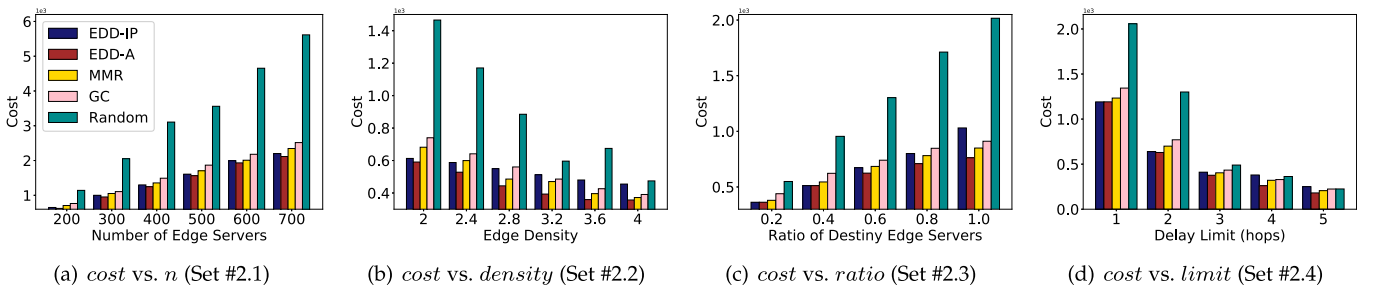 1e³
6
5
4
3
2
1
Cost
200 300 400 500 600 700
Number of Edge Servers
EDD-IP
EDD-A
MMR
GC
Random
(a) cost vs. n (Set #2.1)
1e³
1.4
1.2
1.0
0.8
0.6
0.4
Cost
2 2.4 2.8 3.2 3.6 4
Edge Density
(b) cost vs. density (Set #2.2)
1e³
2.0
1.5
1.0
0.5
Cost
0.2 0.4 0.6 0.8 1.0
Ratio of Destiny Edge Servers
(c) cost vs. ratio (Set #2.3)
1e³
2.0
1.5
1.0
0.5
0.0
Cost
1 2 3 4 5
Delay Limit (hops)
(d) cost vs. limit (Set #2.4)